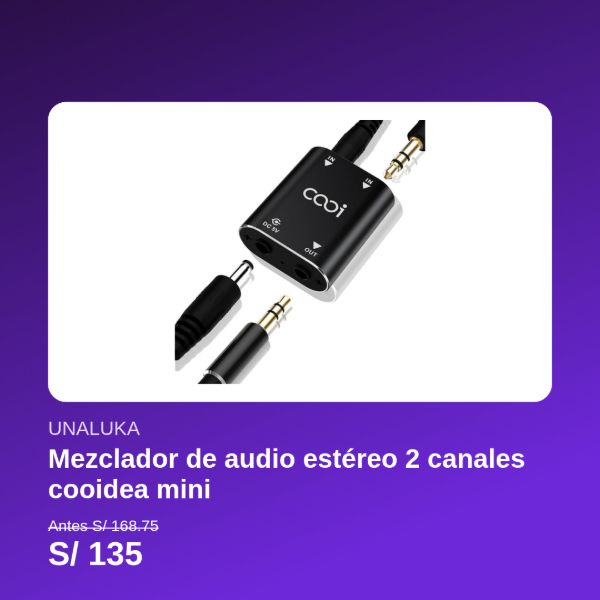 IN
IN
cooi
DC 5V
OUT
UNALUKA
Mezclador de audio estéreo 2 canales
cooidea mini
Antes S/ 168.75
S/ 135